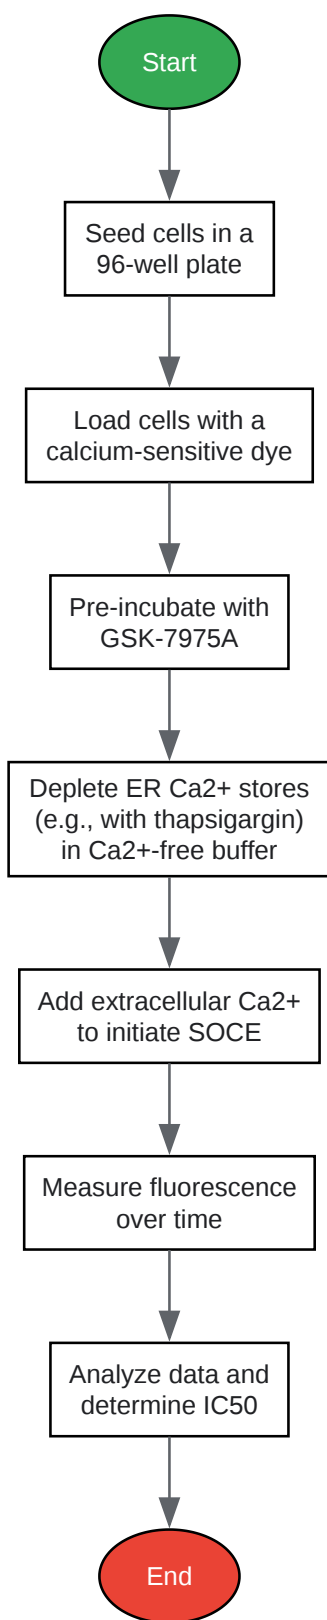 Start
Seed cells in a
96-well plate
Load cells with a
calcium-sensitive dye
Pre-incubate with
GSK-7975A
Deplete ER Ca2+ stores
(e.g., with thapsigargin)
in Ca2+-free buffer
Add extracellular Ca2+
to initiate SOCE
Measure fluorescence
over time
Analyze data and
determine IC50
End